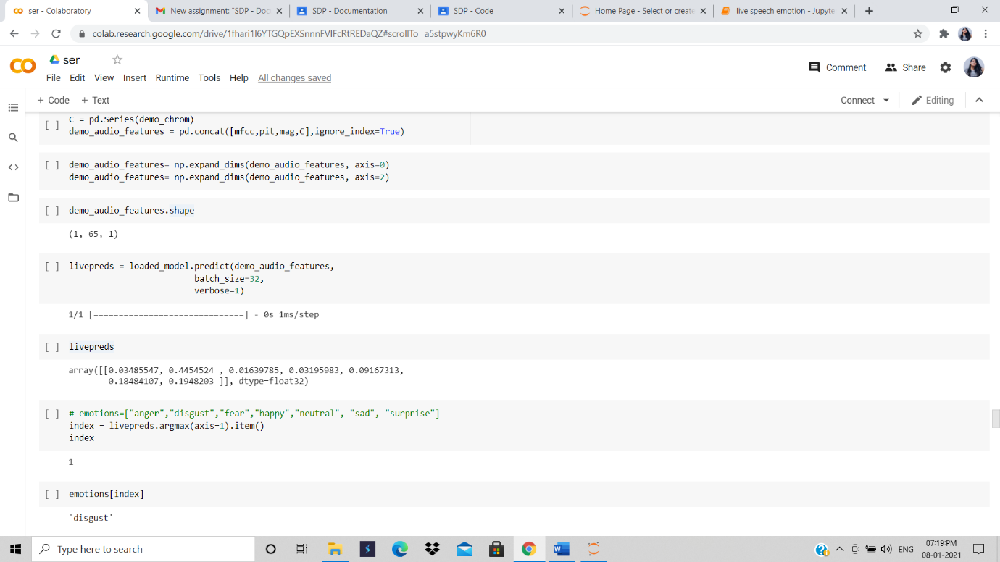 ser - Colaboratory
New assignment: "SDP - Doc
SDP - Documentation
SDP - Code
Home Page - Select or create
live speech emotion - Jupyte
colab.research.google.com/drive/1fhari1l6YTGQpEXSnnnFVIFcRtREDaQZ#scrollTo=a5stpwyKm6R0
ser
File Edit View Insert Runtime Tools Help All changes saved
Comment Share
+ Code + Text
Connect Editing
[ ] C = pd.Series(demo_chrom)
demo_audio_features = pd.concat([mfcc,pit,mag,C],ignore_index=True)
[ ] demo_audio_features= np.expand_dims(demo_audio_features, axis=0)
demo_audio_features= np.expand_dims(demo_audio_features, axis=2)
[ ] demo_audio_features.shape
(1, 65, 1)
[ ] livepreds = loaded_model.predict(demo_audio_features,
batch_size=32,
verbose=1)
1/1 [==============================] - 0s 1ms/step
[ ] livepreds
array([[0.03485547, 0.4454524 , 0.01639785, 0.03195983, 0.09167313,
0.18484107, 0.1948203 ]], dtype=float32)
[ ] # emotions=["anger","disgust","fear","happy","neutral", "sad", "surprise"]
index = livepreds.argmax(axis=1).item()
index
1
[ ] emotions[index]
'disgust'
Type here to search
ENG
07:19:PM
08-01-2021